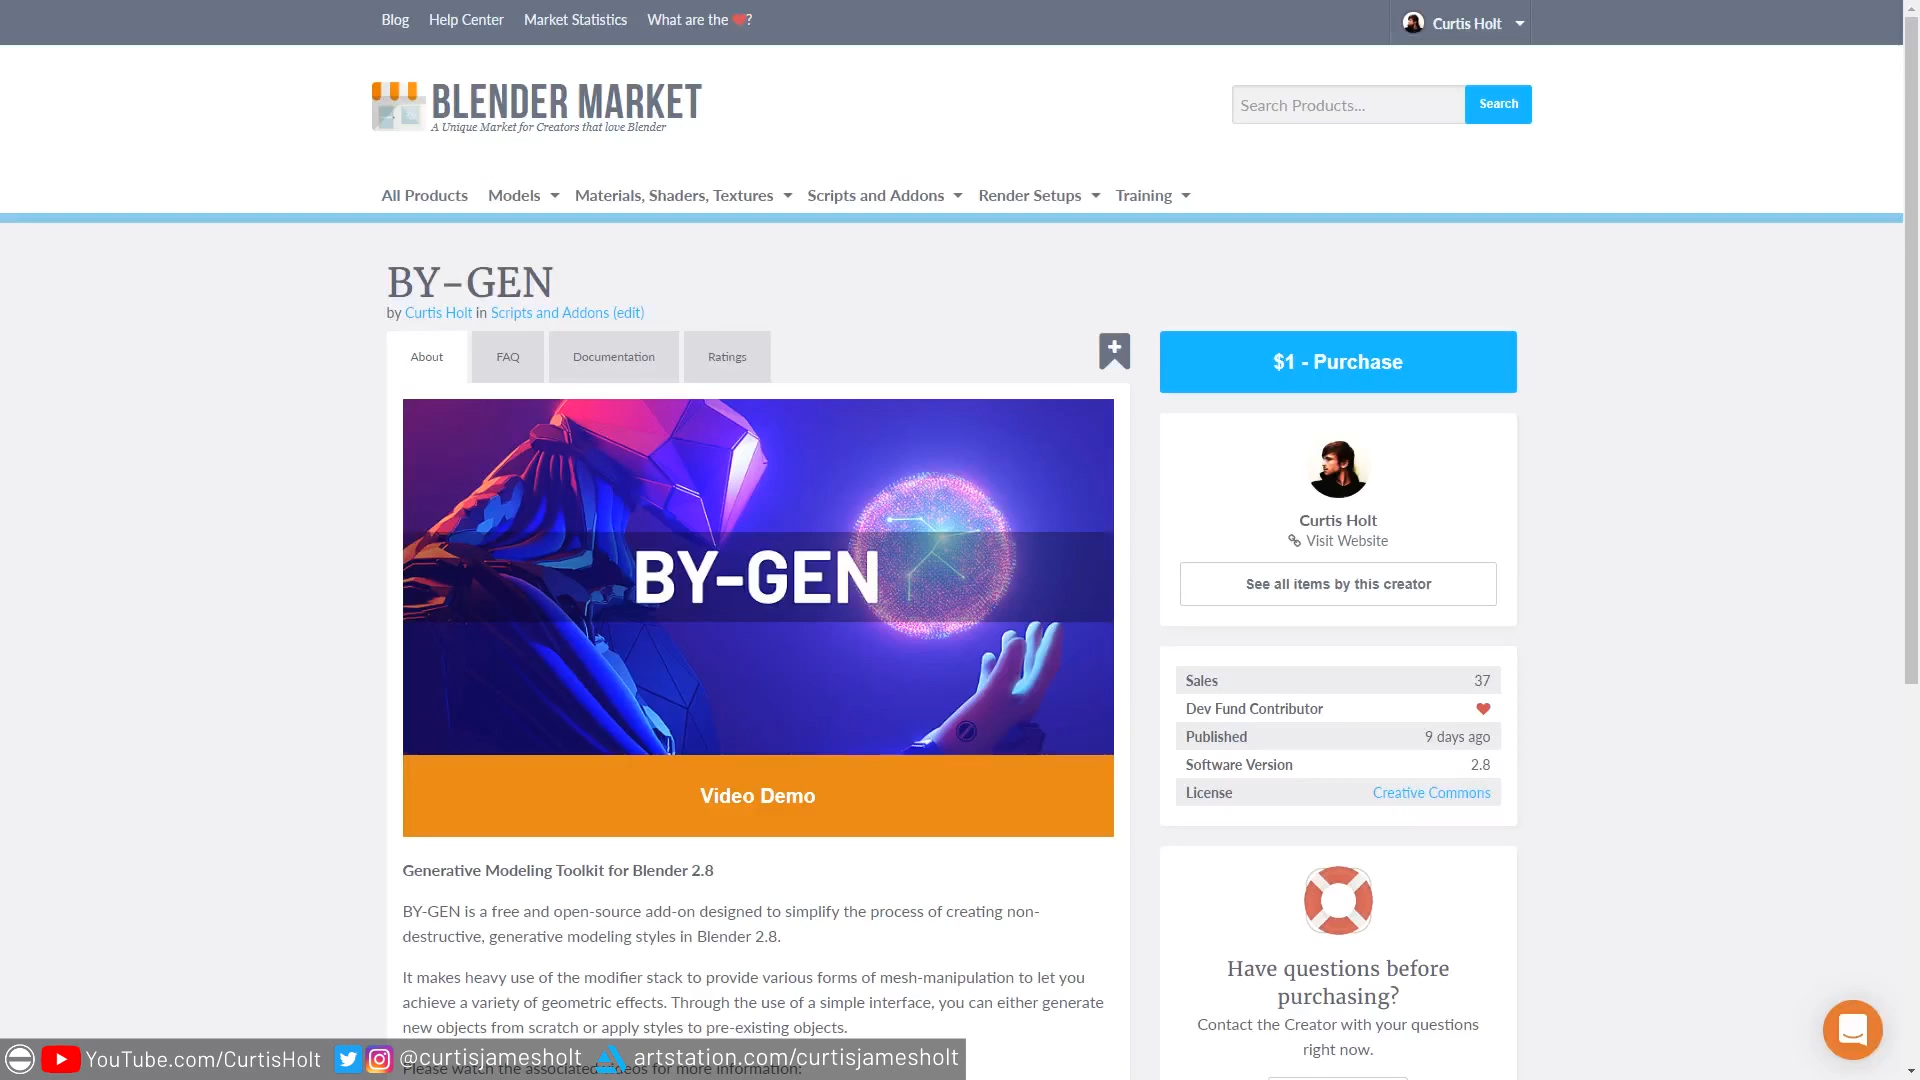 Blog Help Center Market Statistics What are the ❤? Curtis Holt
BLENDER MARKET
A Unique Market for Creators that love Blender
Search Products... Search
All Products Models Materials, Shaders, Textures Scripts and Addons Render Setups Training
BY-GEN
by Curtis Holt in Scripts and Addons (edit)
About FAQ Documentation Ratings
$1 - Purchase
BY-GEN
Video Demo
Curtis Holt
Visit Website
See all items by this creator
Sales 37
Dev Fund Contributor ❤
Published 9 days ago
Software Version 2.8
License Creative Commons
Generative Modeling Toolkit for Blender 2.8
BY-GEN is a free and open-source add-on designed to simplify the process of creating non-
destructive, generative modeling styles in Blender 2.8.
It makes heavy use of the modifier stack to provide various forms of mesh-manipulation to let you
achieve a variety of geometric effects. Through the use of a simple interface, you can either generate
new objects from scratch or apply styles to pre-existing objects.
Please watch the associated videos for more information:
Have questions before
purchasing?
Contact the Creator with your questions
right now.
YouTube.com/CurtisHolt @curtisjamesholt artstation.com/curtisjamesholt